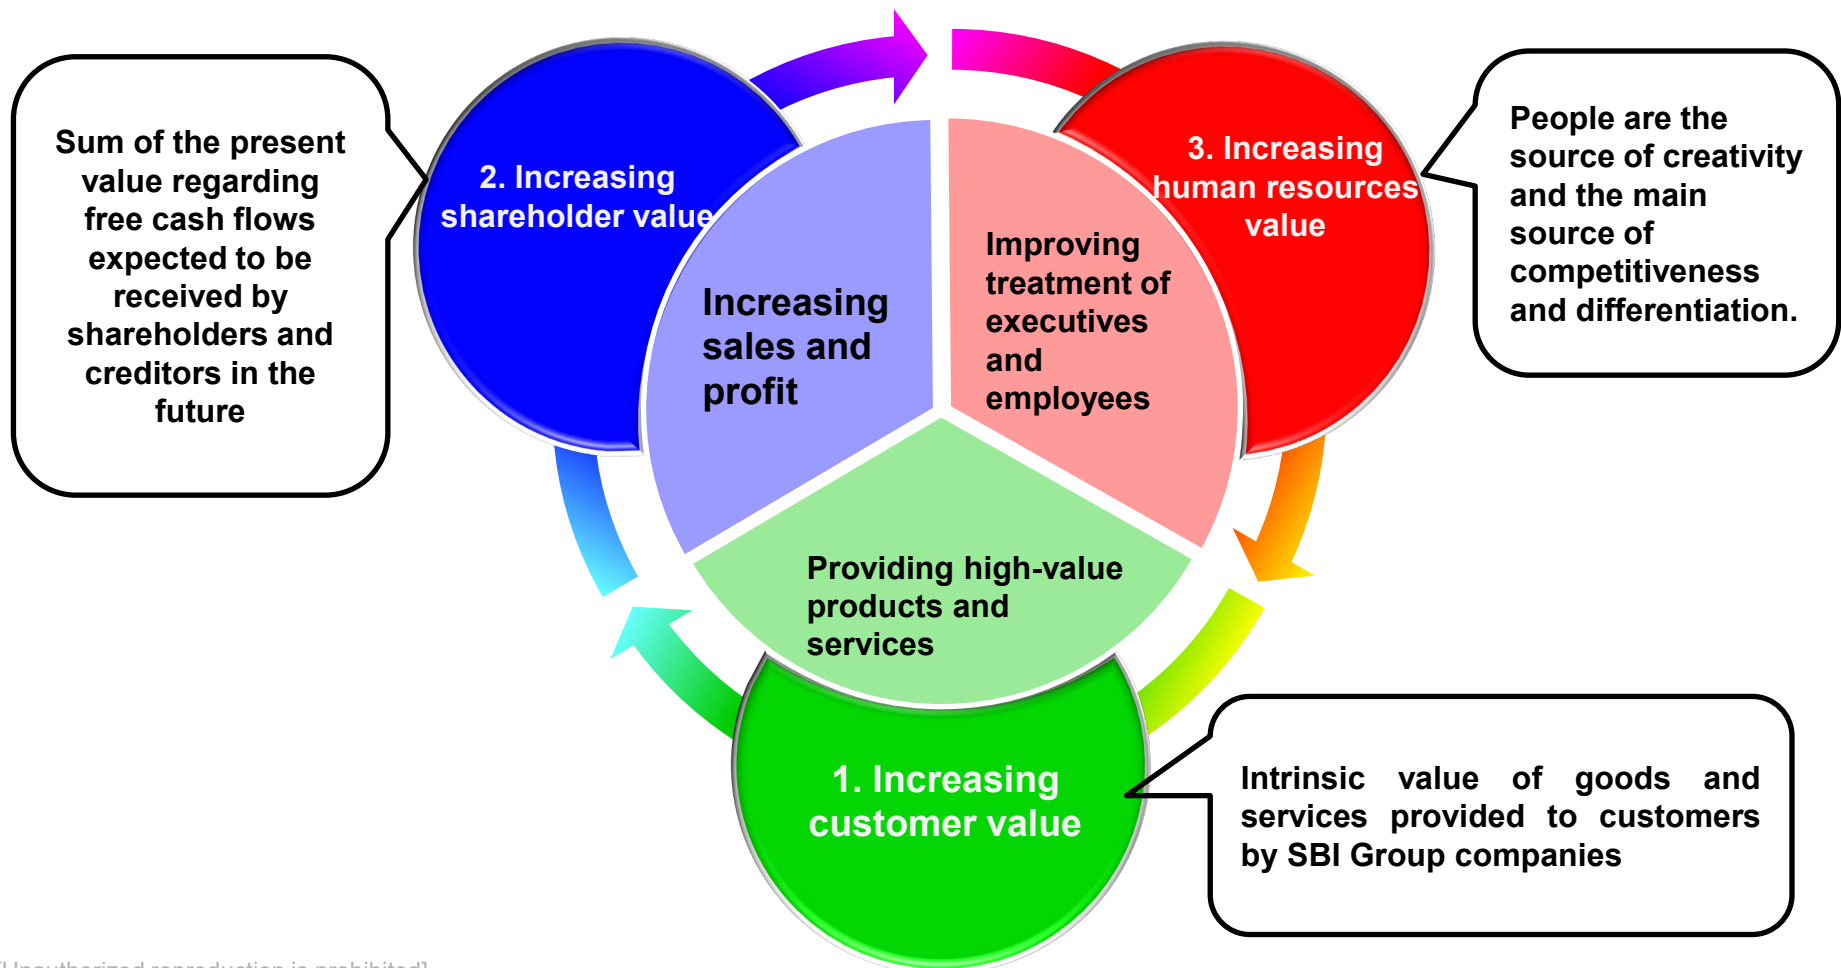 Sum of the present
value regarding
free cash flows
expected to be
received by
shareholders and
creditors in the
future
2. Increasing
shareholder value
Increasing
sales and
profit
3. Increasing
human resources
value
Improving
treatment of
executives
and
employees
People are the
source of creativity
and the main
source of
competitiveness
and differentiation.
Providing high-value
products and
services
1. Increasing
customer value
Intrinsic value of goods and
services provided to customers
by SBI Group companies
[Unauthorized reproduction is prohibited]